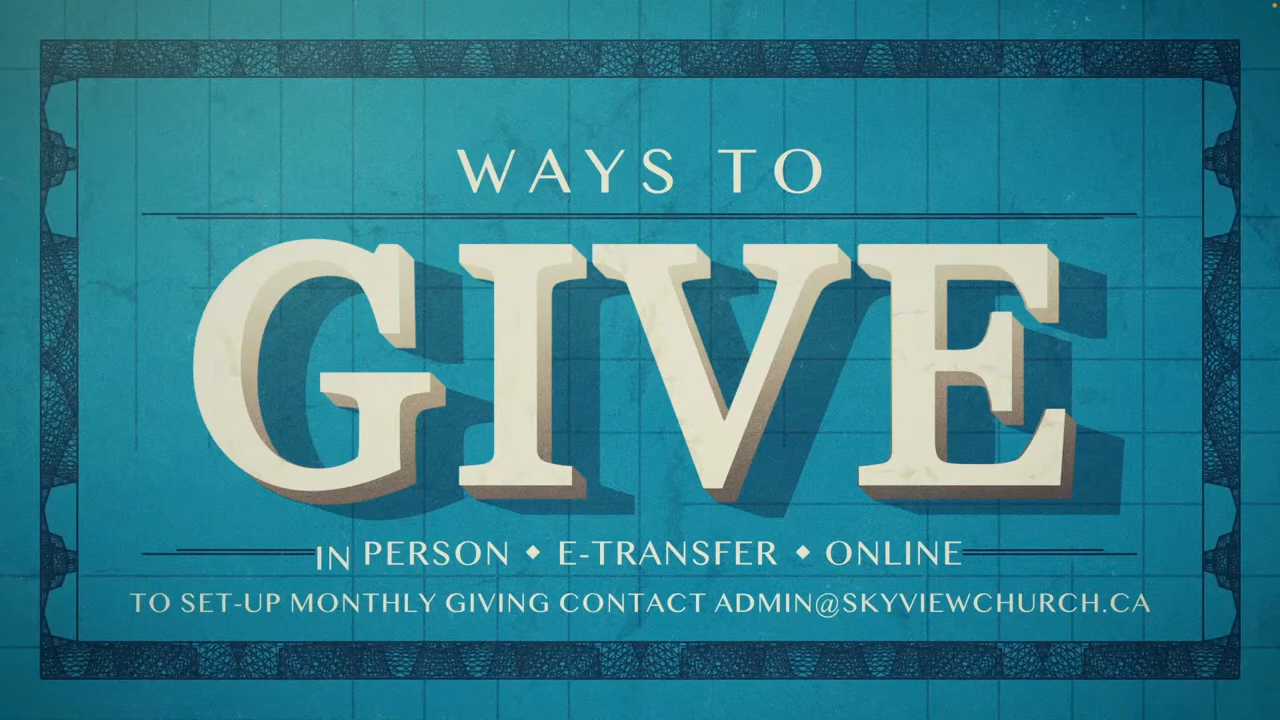 WAYS TO
GIVE
IN PERSON ◆ E-TRANSFER ◆ ONLINE
TO SET-UP MONTHLY GIVING CONTACT ADMIN@SKYVIEWCHURCH.CA